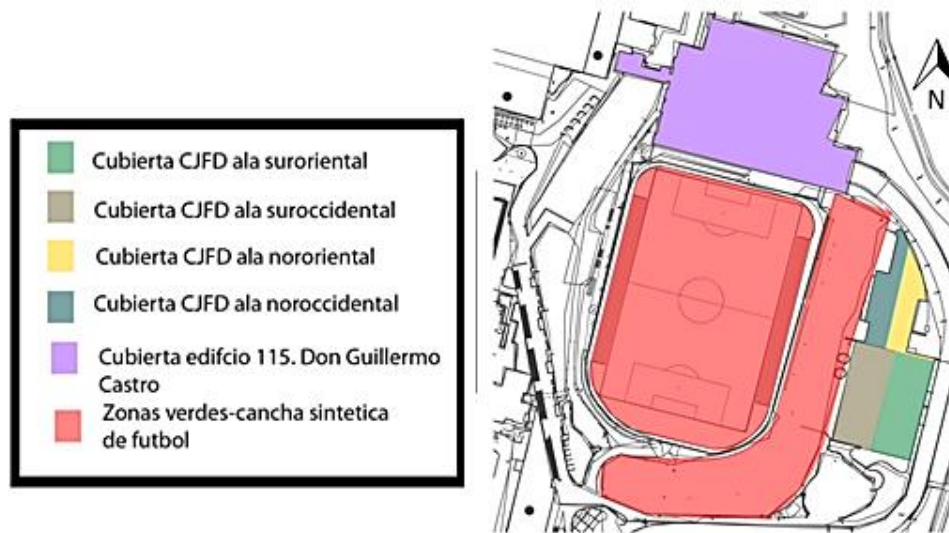 Cubierta CJFD ala suroriental
Cubierta CJFD ala suroccidental
Cubierta CJFD ala nororiental
Cubierta CJFD ala noroccidental
Cubierta edifcio 115. Don Guillermo
Castro
Zonas verdes-cancha sintetica
de futbol
N